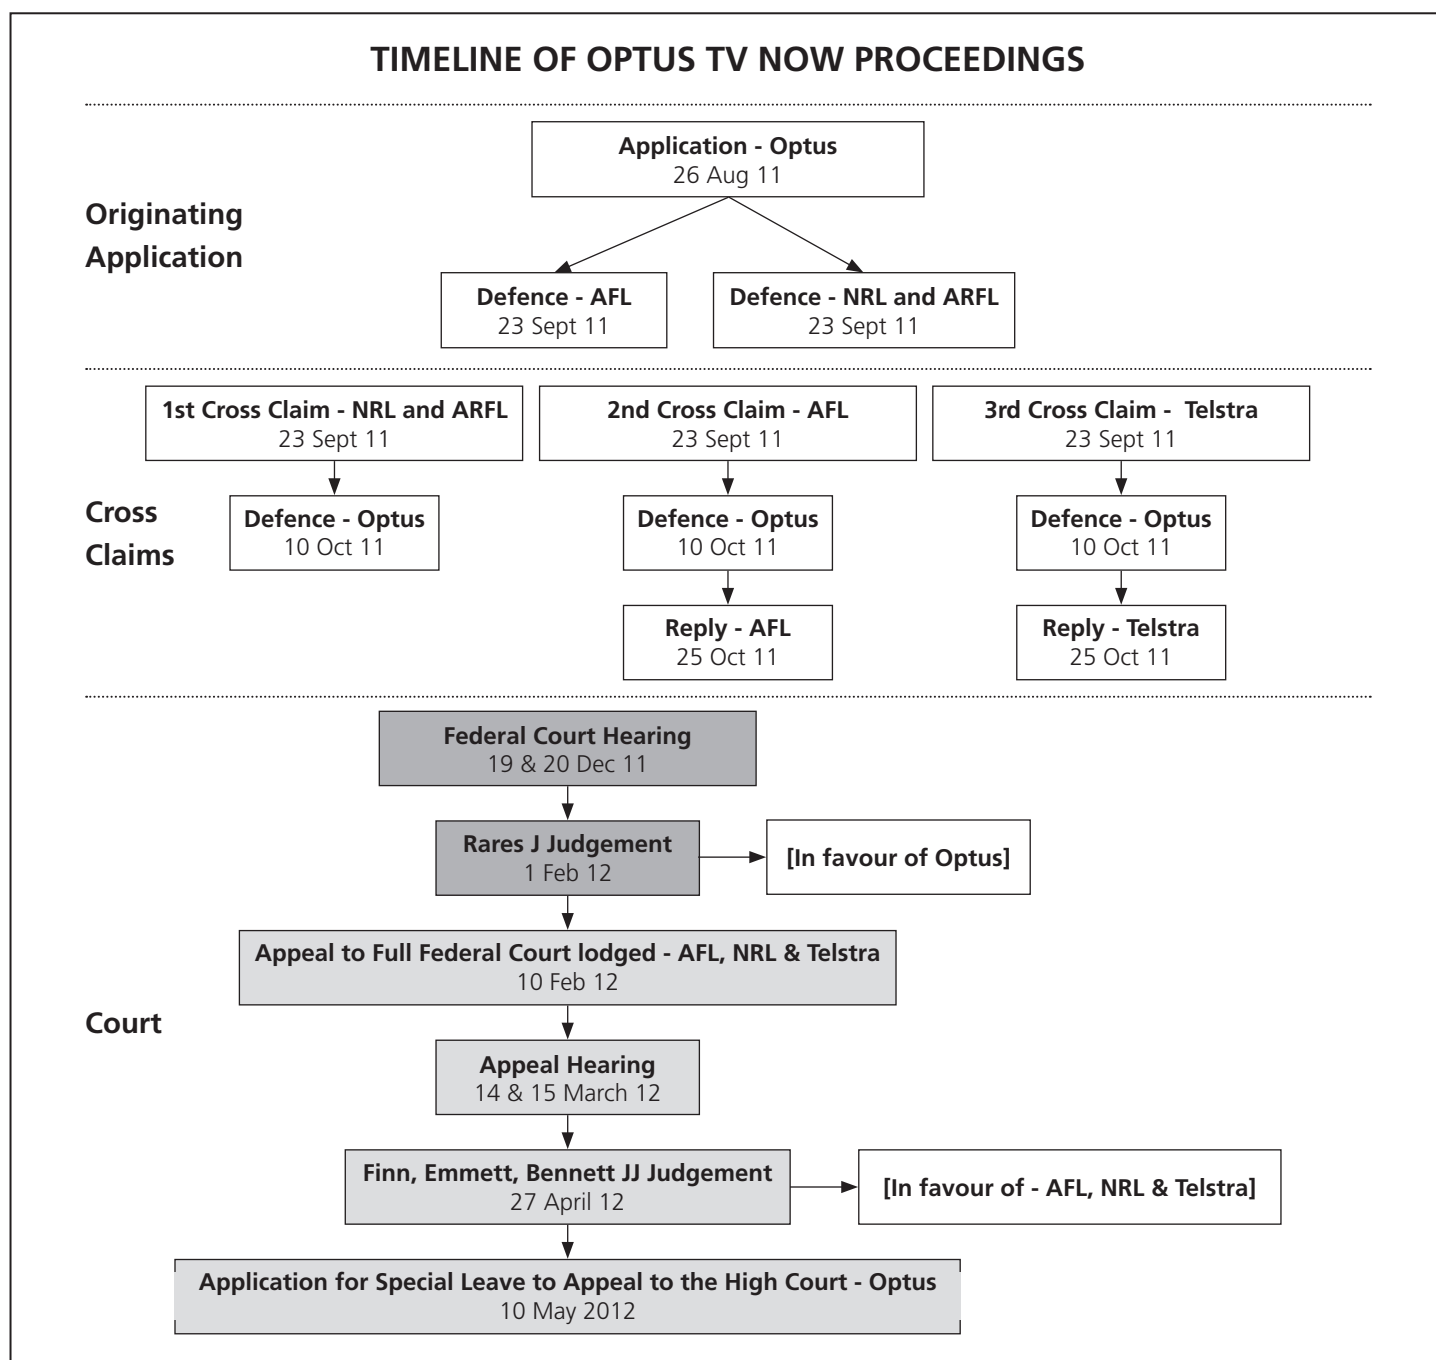 TIMELINE OF OPTUS TV NOW PROCEEDINGS
Originating
Application
Application - Optus
26 Aug 11
Defence - AFL
23 Sept 11
Defence - NRL and ARFL
23 Sept 11
Cross
Claims
1st Cross Claim - NRL and ARFL
23 Sept 11
Defence - Optus
10 Oct 11
2nd Cross Claim - AFL
23 Sept 11
Defence - Optus
10 Oct 11
Reply - AFL
25 Oct 11
3rd Cross Claim - Telstra
23 Sept 11
Defence - Optus
10 Oct 11
Reply - Telstra
25 Oct 11
Court
Federal Court Hearing
19 & 20 Dec 11
Rares J Judgement
1 Feb 12
[In favour of Optus]
Appeal to Full Federal Court lodged - AFL, NRL & Telstra
10 Feb 12
Appeal Hearing
14 & 15 March 12
Finn, Emmett, Bennett JJ Judgement
27 April 12
[In favour of - AFL, NRL & Telstra]
Application for Special Leave to Appeal to the High Court - Optus
10 May 2012